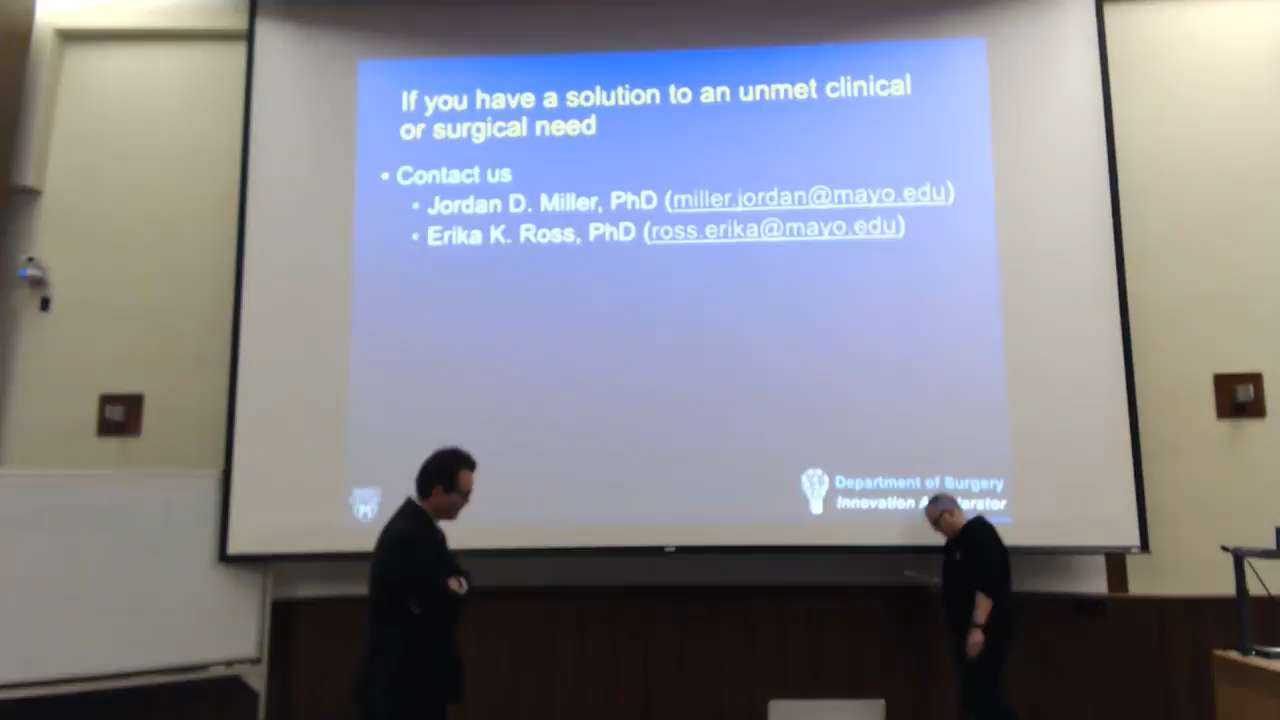 If you have a solution to an unmet clinical
or surgical need
• Contact us
• Jordan D. Miller, PhD (miller.jordan@mayo.edu)
• Erika K. Ross, PhD (ross.erika@mayo.edu)
Department of Surgery
Innovation